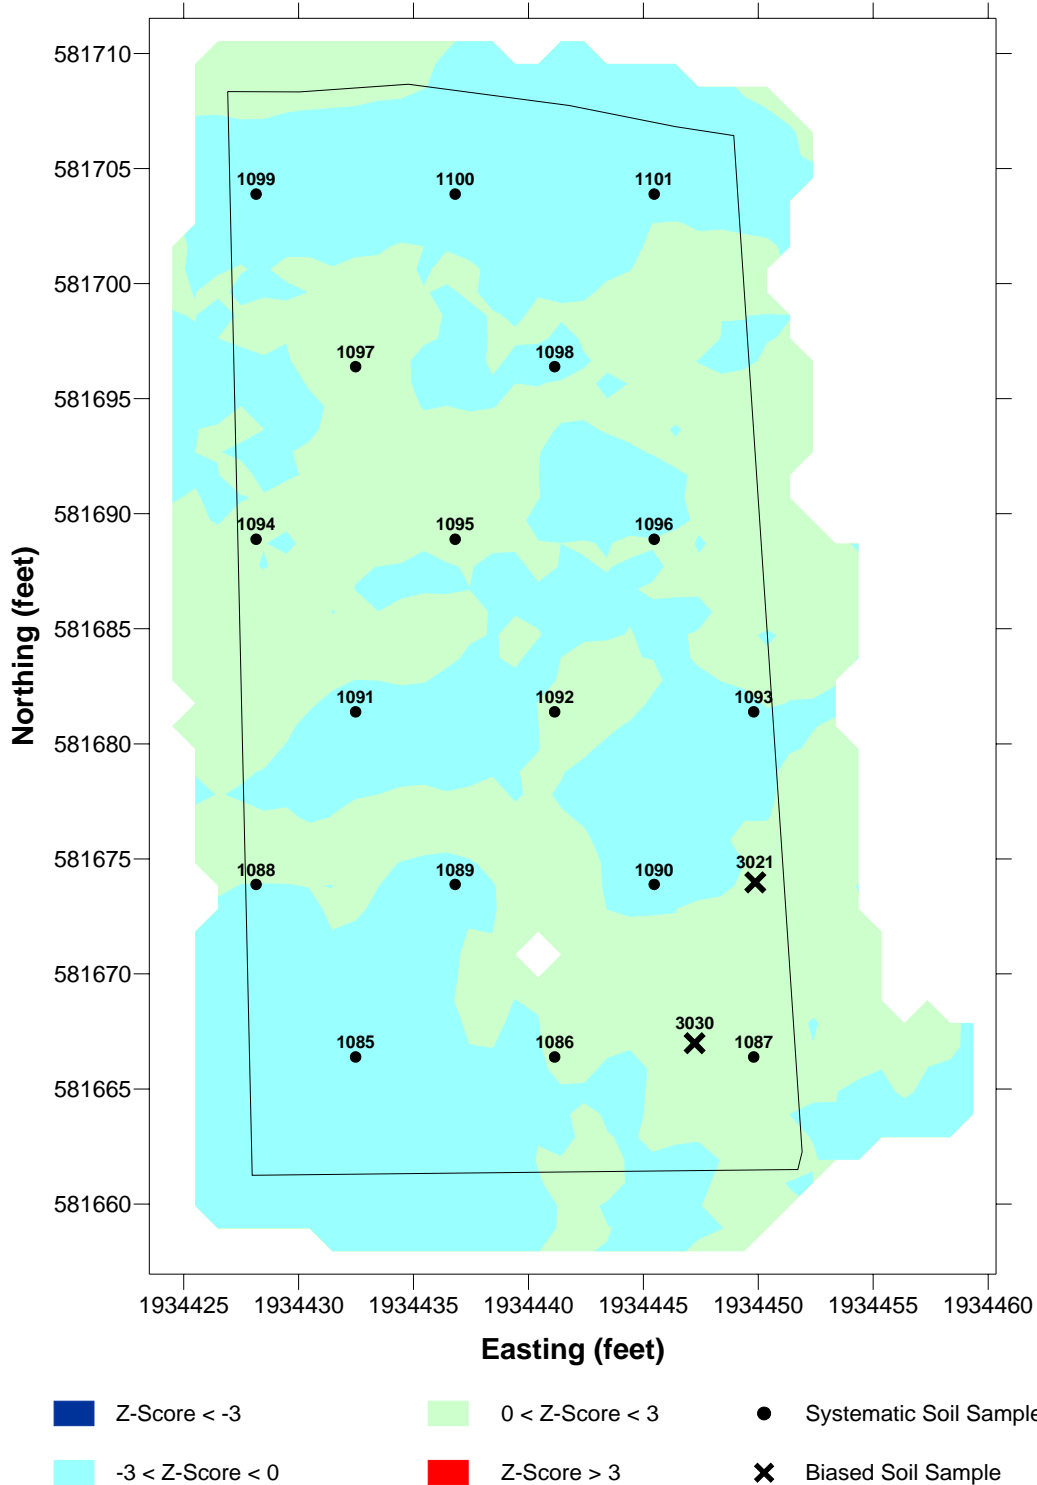 581710
581705
1099 1100 1101
581700
1097 1098
581695
581690
1094 1095 1096
581685
1091 1092 1093
581680
581675
1088 1089 1090 3021
581670
3030
1085 1086 1087
581665
581660
Northing (feet)
1934425 1934430 1934435 1934440 1934445 1934450 1934455 1934460
Easting (feet)
Z-Score < -3 0 < Z-Score < 3 Systematic Soil Sample
-3 < Z-Score < 0 Z-Score > 3 Biased Soil Sample